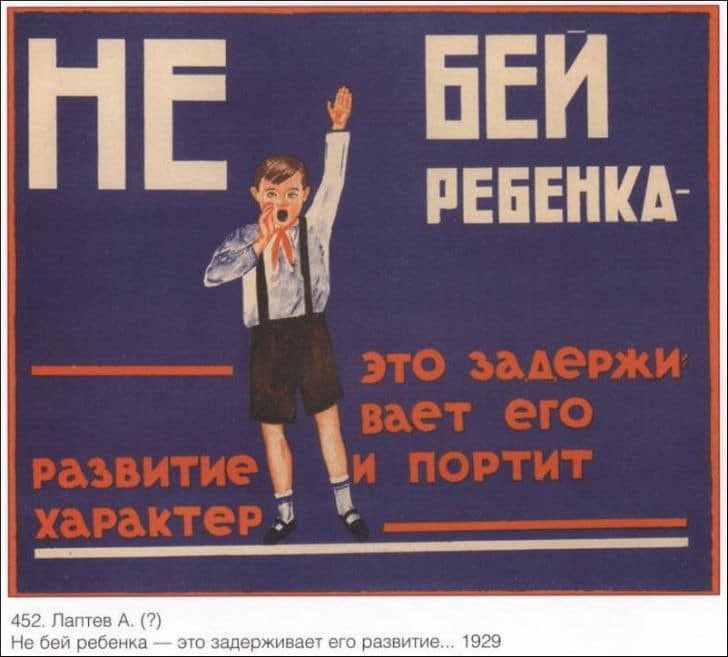 НЕ БЕЙ
РЕБЕНКА-
это задержи-
вает его
развитие и портит
характер
452. Лаптев А. (?)
Не бей ребенка — это задерживает его развитие... 1929